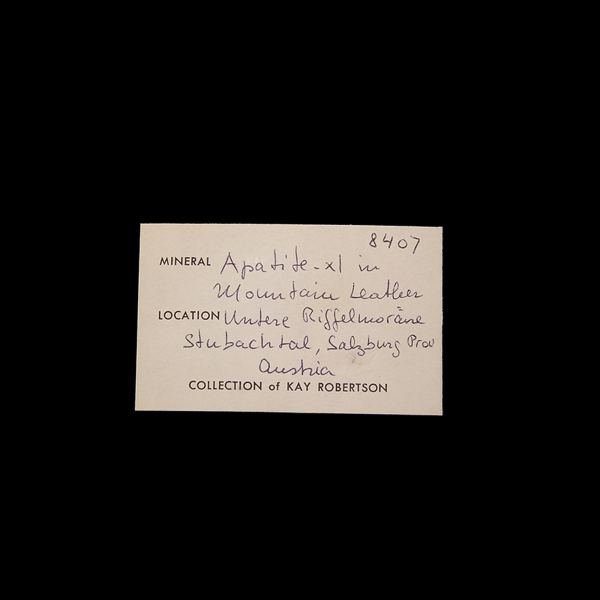 8407
MINERAL Apatite-xl in
Mountain Leather
LOCATION Untere Riffelmoräne
Stubachtal, Salzburg Prov
Austria
COLLECTION of KAY ROBERTSON